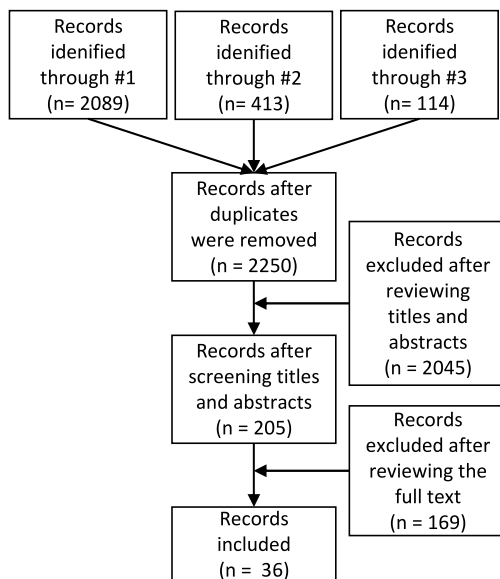 Records
idenified
through #1
(n= 2089)
Records
idenified
through #2
(n= 413)
Records
idenified
through #3
(n= 114)
Records after
duplicates
were removed
(n = 2250)
Records
excluded after
reviewing
titles and
abstracts
(n = 2045)
Records after
screening titles
and abstracts
(n = 205)
Records
excluded after
reviewing the
full text
(n = 169)
Records
included
(n =  36)